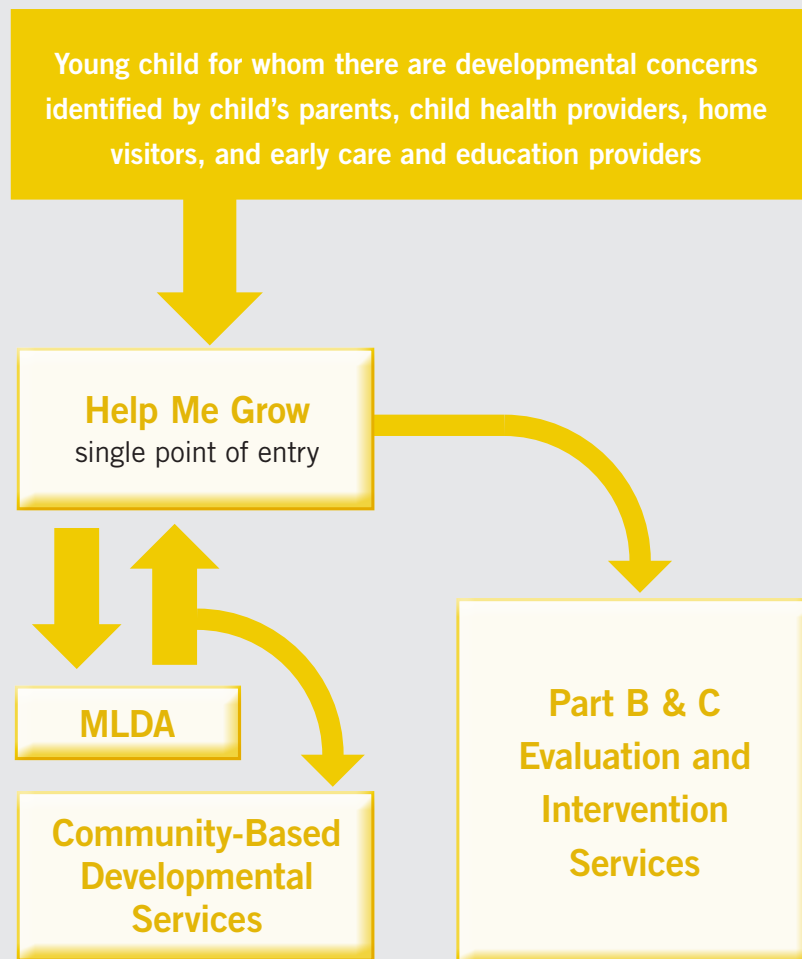 Young child for whom there are developmental concerns
identified by child’s parents, child health providers, home
visitors, and early care and education providers
Help Me Grow
single point of entry
MLDA
Community-Based
Developmental
Services
Part B & C
Evaluation and
Intervention
Services